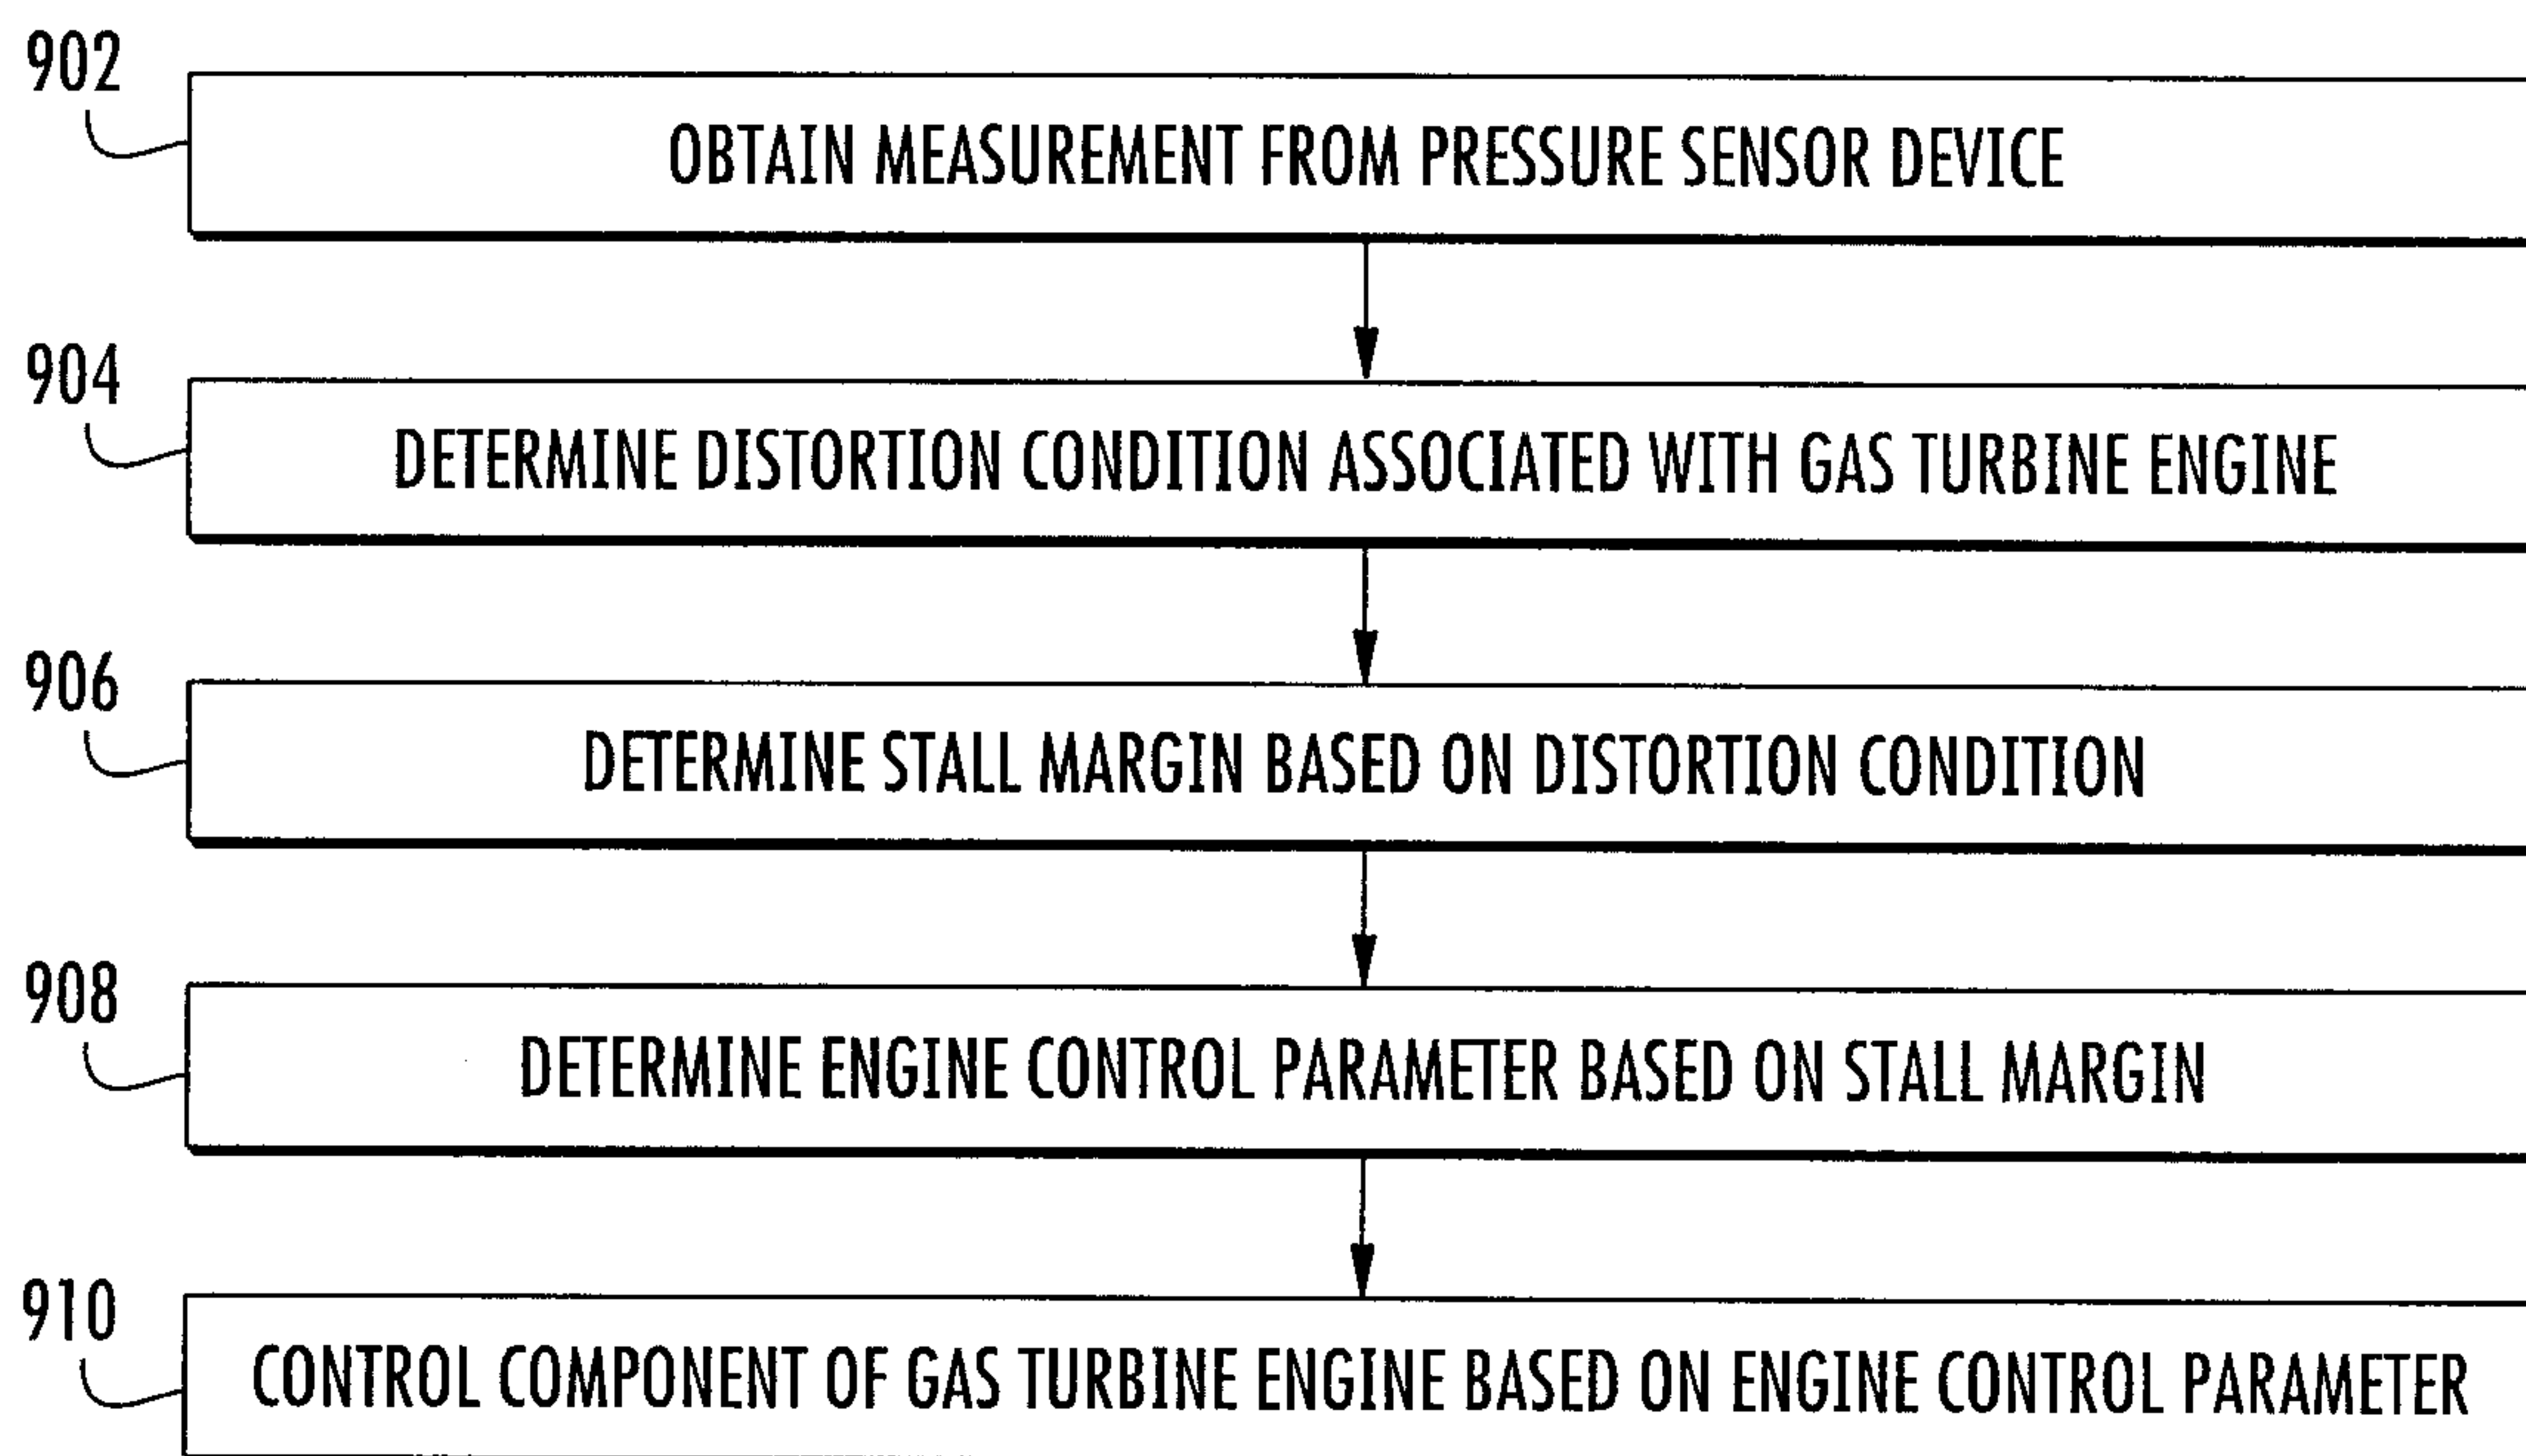 902
OBTAIN MEASUREMENT FROM PRESSURE SENSOR DEVICE
904
DETERMINE DISTORTION CONDITION ASSOCIATED WITH GAS TURBINE ENGINE
906
DETERMINE STALL MARGIN BASED ON DISTORTION CONDITION
908
DETERMINE ENGINE CONTROL PARAMETER BASED ON STALL MARGIN
910
CONTROL COMPONENT OF GAS TURBINE ENGINE BASED ON ENGINE CONTROL PARAMETER